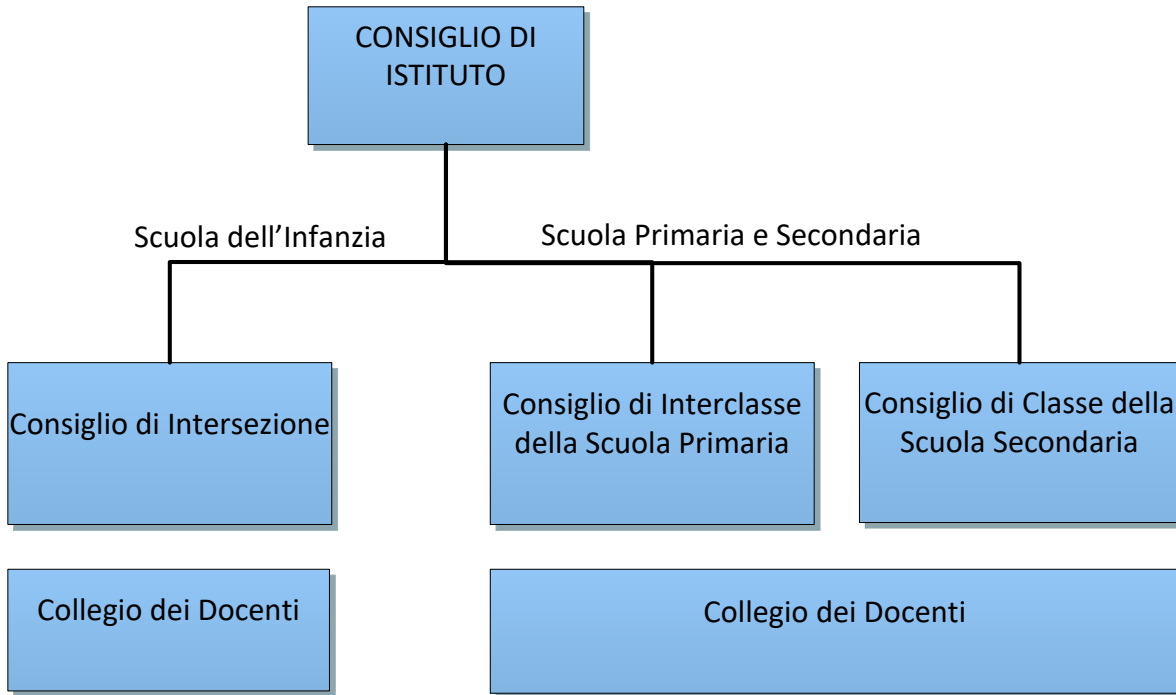 CONSIGLIO DI
ISTITUTO
Scuola dell’Infanzia
Scuola Primaria e Secondaria
Consiglio di Intersezione
Consiglio di Interclasse
della Scuola Primaria
Consiglio di Classe della
Scuola Secondaria
Collegio dei Docenti
Collegio dei Docenti